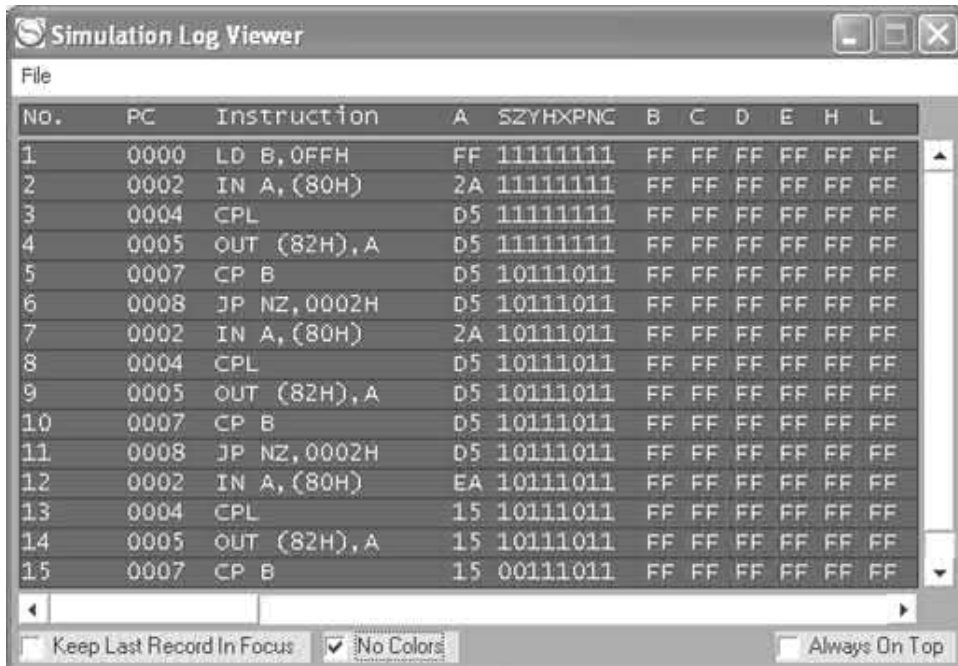 Simulation Log Viewer
File
No. PC Instruction A SZYHXPNC B C D E H L
1 0000 LD B,0FFH FF 11111111 FF FF FF FF FF FF
2 0002 IN A,(80H) 2A 11111111 FF FF FF FF FF FF
3 0004 CPL D5 11111111 FF FF FF FF FF FF
4 0005 OUT (82H),A D5 11111111 FF FF FF FF FF FF
5 0007 CP B D5 10111011 FF FF FF FF FF FF
6 0008 JP NZ,0002H D5 10111011 FF FF FF FF FF FF
7 0002 IN A,(80H) 2A 10111011 FF FF FF FF FF FF
8 0004 CPL D5 10111011 FF FF FF FF FF FF
9 0005 OUT (82H),A D5 10111011 FF FF FF FF FF FF
10 0007 CP B D5 10111011 FF FF FF FF FF FF
11 0008 JP NZ,0002H D5 10111011 FF FF FF FF FF FF
12 0002 IN A,(80H) EA 10111011 FF FF FF FF FF FF
13 0004 CPL 15 10111011 FF FF FF FF FF FF
14 0005 OUT (82H),A 15 10111011 FF FF FF FF FF FF
15 0007 CP B 15 00111011 FF FF FF FF FF FF
Keep Last Record In Focus No Colors Always On Top